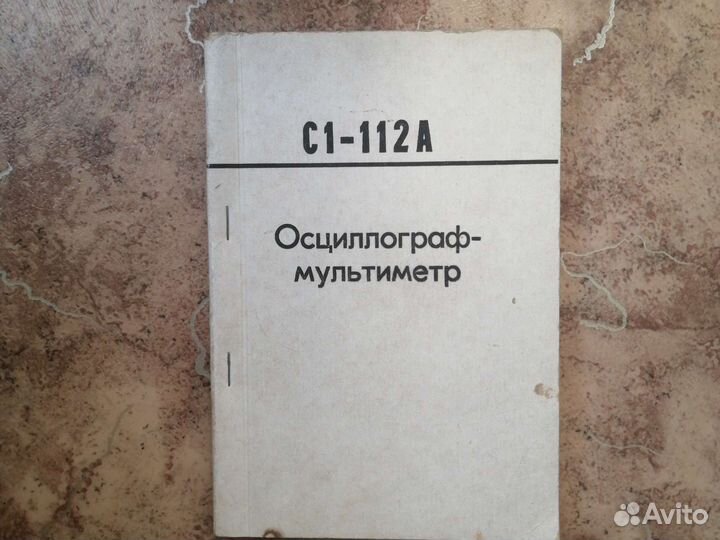 С1-112А
Осциллограф-
мультиметр
Avito